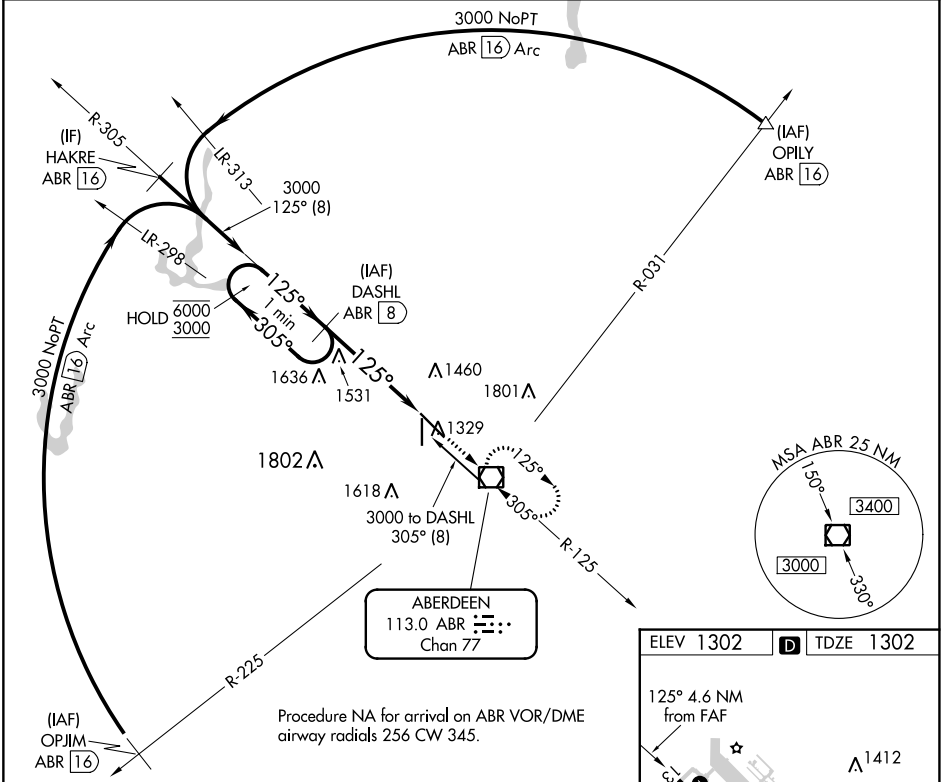 3000 NoPT
ABR 16 Arc
R-305
(IF)
HAKRE
ABR 16
LR-313
(IAF)
OPILY
ABR 16
3000
125° (8)
LR-298
R-031
HOLD 6000
3000
125°
1 min
305°
(IAF)
DASHL
ABR 8
3000 NoPT
ABR 16 Arc
125°
1636
1531
1460
1801
1329
1802
1618
125°
305°
3000 to DASHL
305° (8)
R-125
MSA ABR 25 NM
150°
3400
3000
330°
ABERDEEN
113.0 ABR
Chan 77
R-225
(IAF)
OPJIM
ABR 16
Procedure NA for arrival on ABR VOR/DME
airway radials 256 CW 345.
ELEV 1302 D TDZE 1302
125° 4.6 NM
from FAF
1412